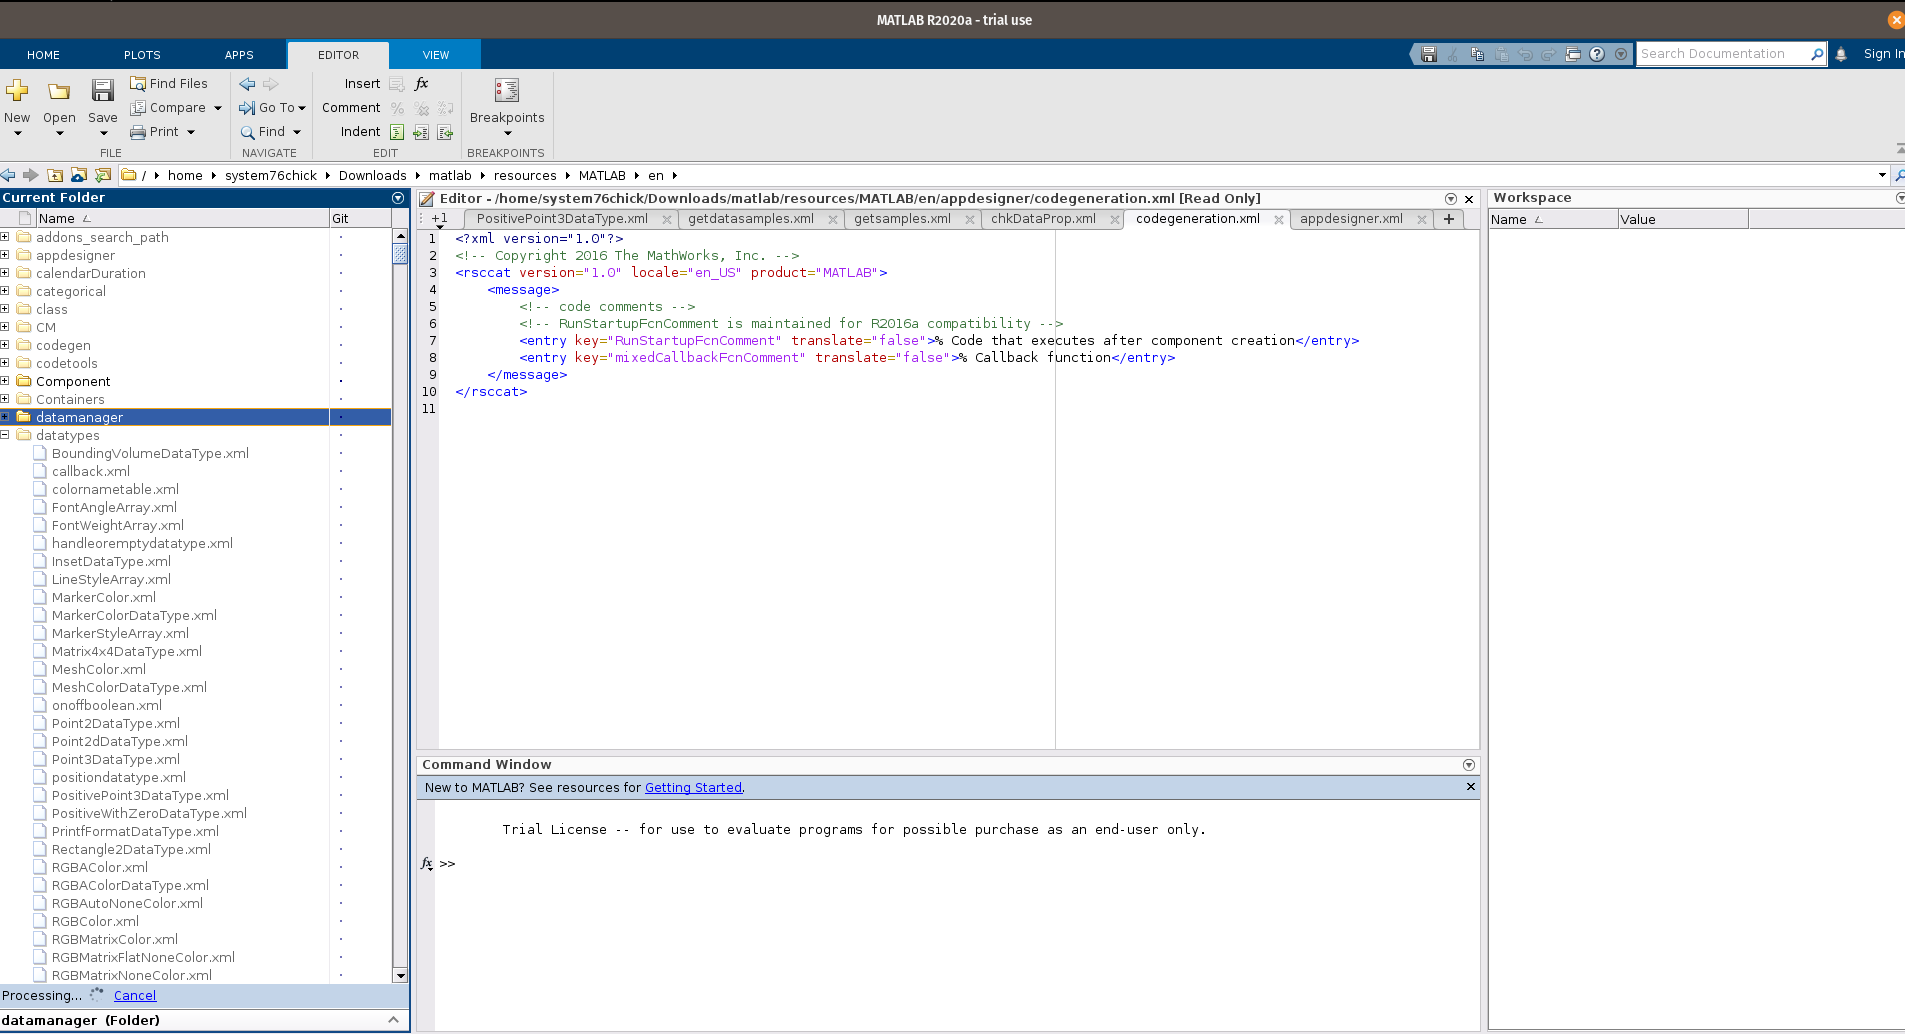 MATLAB R2020a - trial use
HOME PLOTS APPS EDITOR VIEW
Search Documentation
Sign In
New
Open
Save
Find Files
Compare
Print
FILE
Go To
Find
NAVIGATE
Insert fx
Comment
Indent
EDIT
Breakpoints
BREAKPOINTS
/ home system76chick Downloads matlab resources MATLAB en
Current Folder
Name Git
addons_search_path
appdesigner
calendarDuration
categorical
class
CM
codegen
codetools
Component
Containers
datamanager
datatypes
BoundingVolumeDataType.xml
callback.xml
colornametable.xml
FontAngleArray.xml
FontWeightArray.xml
handleoremptydatatype.xml
InsetDataType.xml
LineStyleArray.xml
MarkerColor.xml
MarkerColorDataType.xml
MarkerStyleArray.xml
Matrix4x4DataType.xml
MeshColor.xml
MeshColorDataType.xml
onoffboolean.xml
Point2DataType.xml
Point2dDataType.xml
Point3DataType.xml
positiondatatype.xml
PositivePoint3DataType.xml
PositiveWithZeroDataType.xml
PrintfFormatDataType.xml
Rectangle2DataType.xml
RGBAColor.xml
RGBAColorDataType.xml
RGBAutoNoneColor.xml
RGBColor.xml
RGBMatrixColor.xml
RGBMatrixFlatNoneColor.xml
RGBMatrixNoneColor.xml
Processing... Cancel
datamanager (Folder)
Editor - /home/system76chick/Downloads/matlab/resources/MATLAB/en/appdesigner/codegeneration.xml [Read Only]
+1 PositivePoint3DataType.xml getdatasamples.xml getsamples.xml chkDataProp.xml codegeneration.xml appdesigner.xml +
1 <?xml version="1.0"?>
2 <!-- Copyright 2016 The MathWorks, Inc. -->
3 <rsccat version="1.0" locale="en_US" product="MATLAB">
4 <message>
5 <!-- code comments -->
6 <!-- RunStartupFcnComment is maintained for R2016a compatibility -->
7 <entry key="RunStartupFcnComment" translate="false">% Code that executes after component creation</entry>
8 <entry key="mixedCallbackFcnComment" translate="false">% Callback function</entry>
9 </message>
10 </rsccat>
11
Command Window
New to MATLAB? See resources for Getting Started.
Trial License -- for use to evaluate programs for possible purchase as an end-user only.
fx >>
Workspace
Name Value